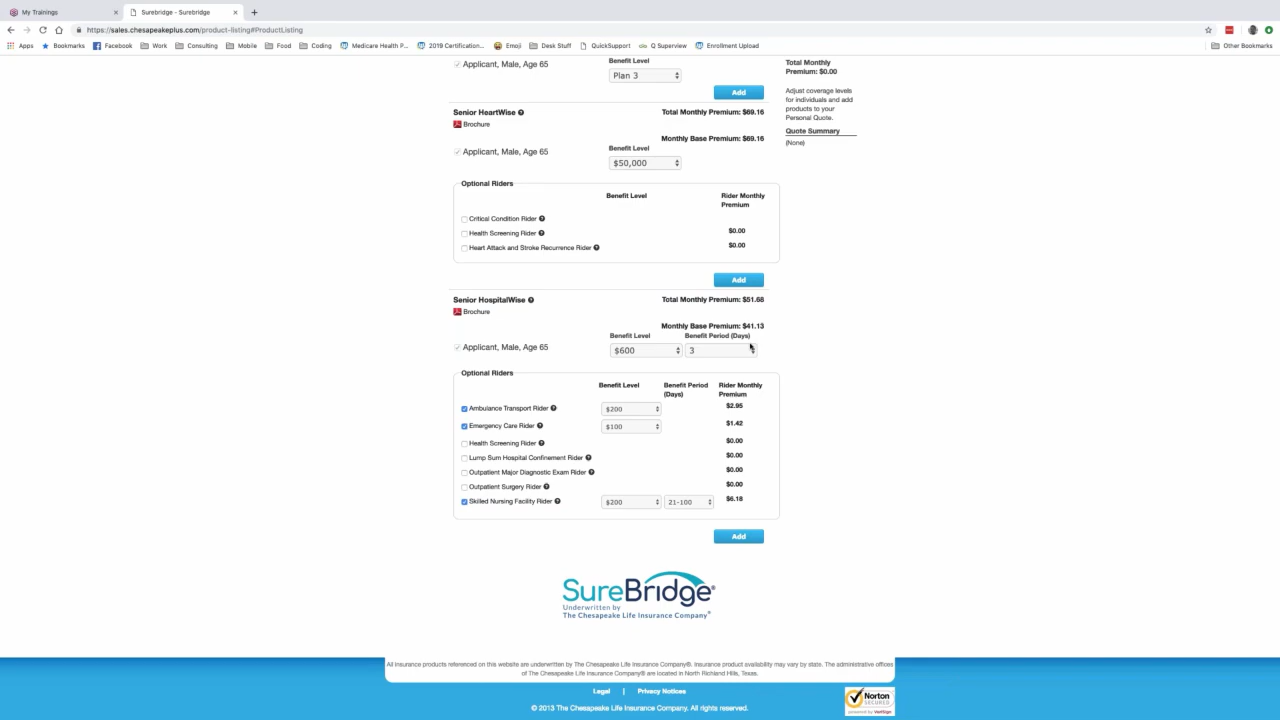 My Trainings
Surebridge - Surebridge
https://sales.chesapeakeplus.com/product-listing#ProductListing
Apps
Bookmarks
Facebook
Work
Consulting
Mobile
Food
Coding
Medicare Health P...
2019 Certification...
Emoji
Desk Stuff
QuickSupport
Q Superview
Enrollment Upload
Other Bookmarks
Applicant, Male, Age 65
Benefit Level
Plan 3
Add
Total Monthly
Premium: $0.00
Adjust coverage levels
for individuals and add
products to your
Personal Quote.
Quote Summary
(None)
Senior HeartWise
Total Monthly Premium: $69.16
Brochure
Monthly Base Premium: $69.16
Benefit Level
Applicant, Male, Age 65
$50,000
Optional Riders
Benefit Level
Rider Monthly
Premium
Critical Condition Rider
Health Screening Rider
$0.00
Heart Attack and Stroke Recurrence Rider
$0.00
Add
Senior HospitalWise
Total Monthly Premium: $51.68
Brochure
Monthly Base Premium: $41.13
Benefit Level
Benefit Period (Days)
Applicant, Male, Age 65
$600
3
Optional Riders
Benefit Level
Benefit Period
(Days)
Rider Monthly
Premium
Ambulance Transport Rider
$200
$2.95
Emergency Care Rider
$100
$1.42
Health Screening Rider
$0.00
Lump Sum Hospital Confinement Rider
$0.00
Outpatient Major Diagnostic Exam Rider
$0.00
Outpatient Surgery Rider
$0.00
Skilled Nursing Facility Rider
$200
21-100
$6.18
Add
SureBridge®
Underwritten by
The Chesapeake Life Insurance Company®
All insurance products referenced on this website are underwritten by The Chesapeake Life Insurance Company®. Insurance product availability may vary by state. The administrative offices
of The Chesapeake Life Insurance Company® are located in North Richland Hills, Texas.
Legal | Privacy Notices
© 2013 The Chesapeake Life Insurance Company. All rights reserved.
Norton
SECURED
powered by VeriSign